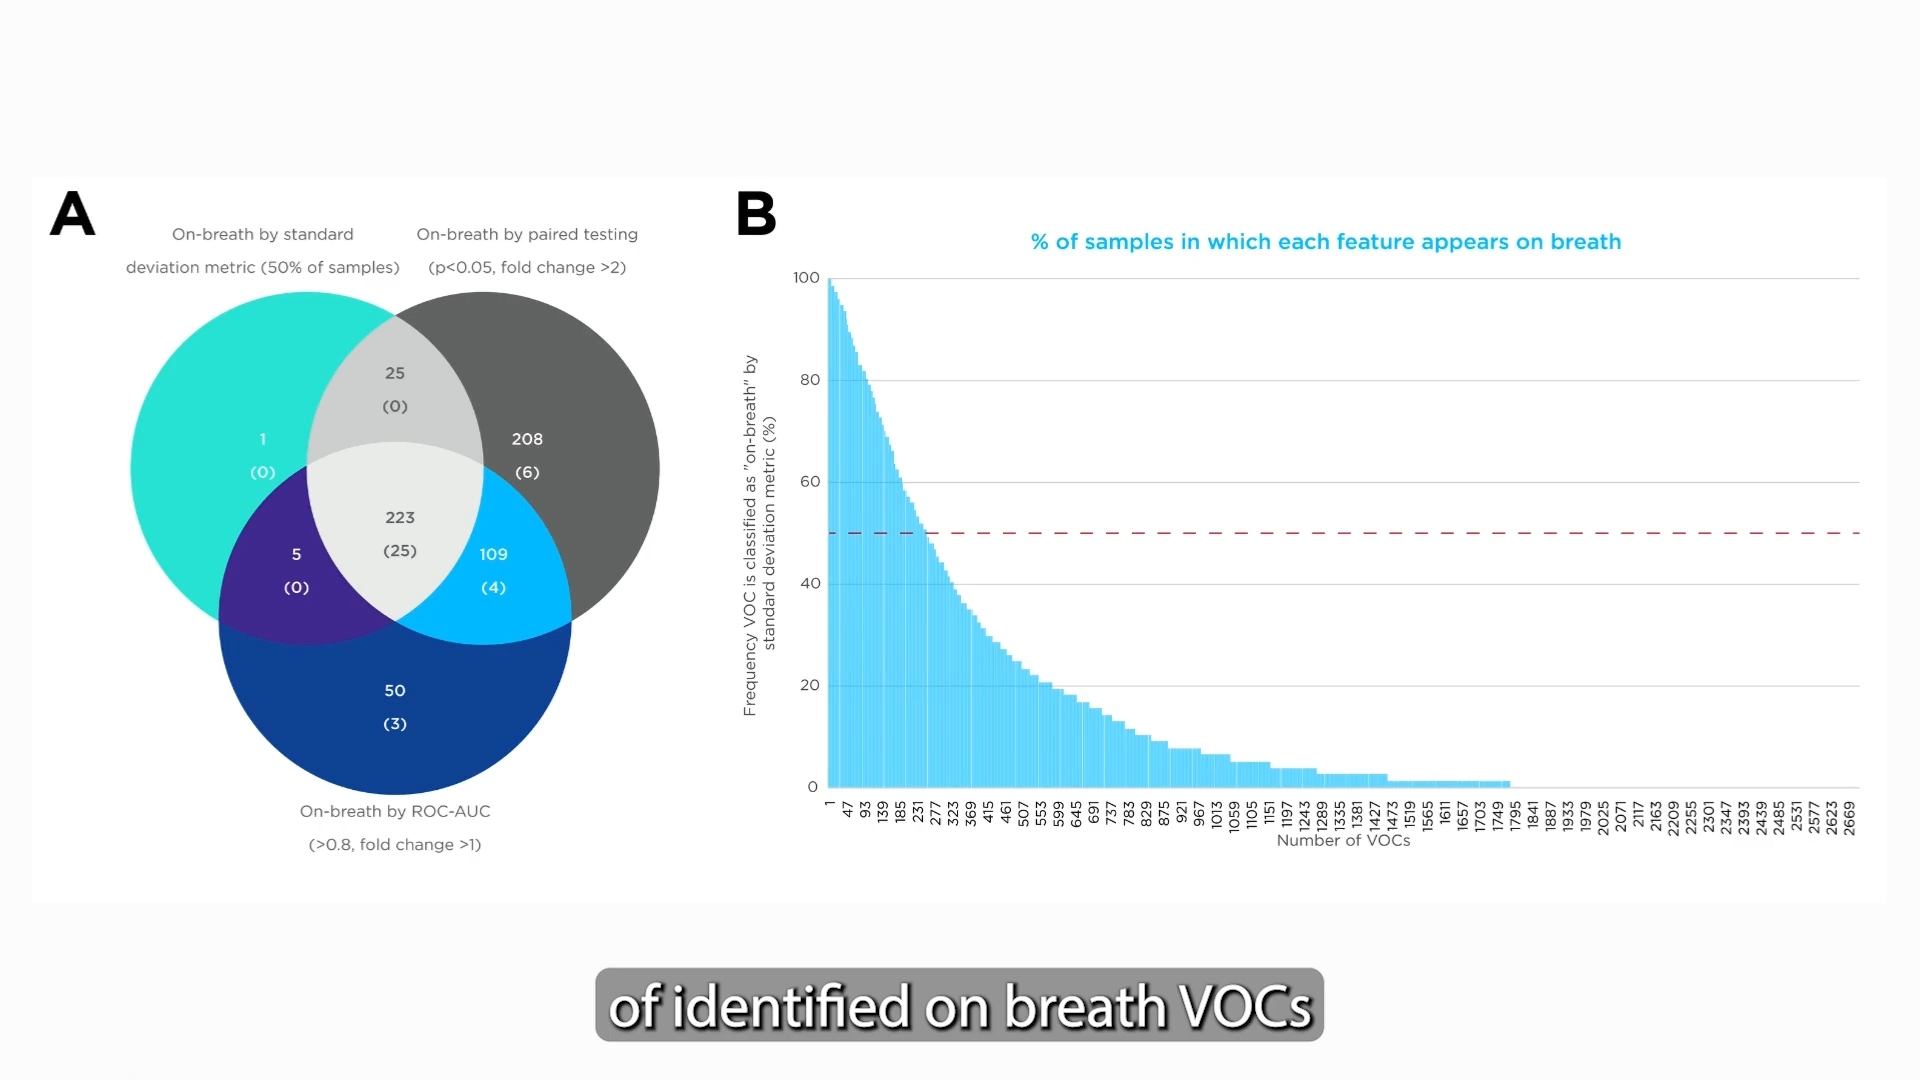 A
On-breath by standard
deviation metric (50% of samples)
On-breath by paired testing
(p<0.05, fold change >2)
25
(0)
1
(0)
208
(6)
223
(25)
5
(0)
109
(4)
50
(3)
On-breath by ROC-AUC
(>0.8, fold change >1)
B
% of samples in which each feature appears on breath
Frequency VOC is classified as "on-breath" by
standard deviation metric (%)
100
80
60
40
20
0
1 47 93 139 185 231 277 323 369 415 461 507 553 599 645 691 737 783 829 875 921 967 1013 1059 1105 1151 1197 1243 1289 1335 1381 1427 1473 1519 1565 1611 1657 1703 1749 1795 1841 1887 1933 1979 2025 2071 2117 2163 2209 2255 2301 2347 2393 2439 2485 2531 2577 2623 2669
Number of VOCs
of identified on breath VOCs